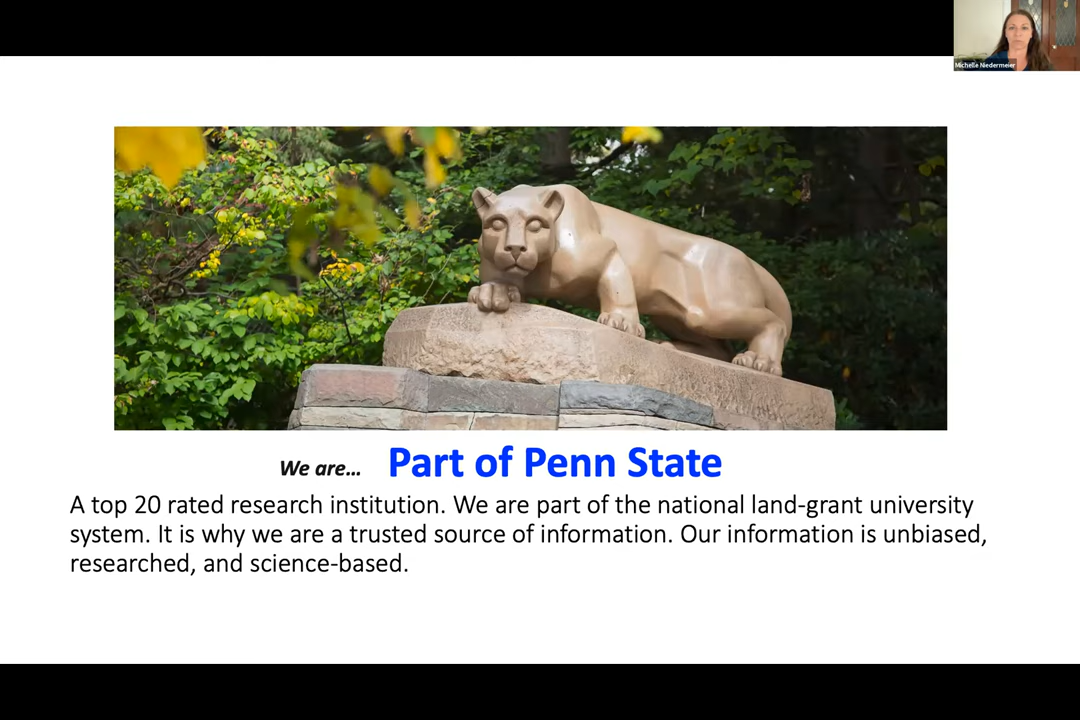 Michelle Niedermeier
We are… Part of Penn State
A top 20 rated research institution. We are part of the national land-grant university
system. It is why we are a trusted source of information. Our information is unbiased,
researched, and science-based.